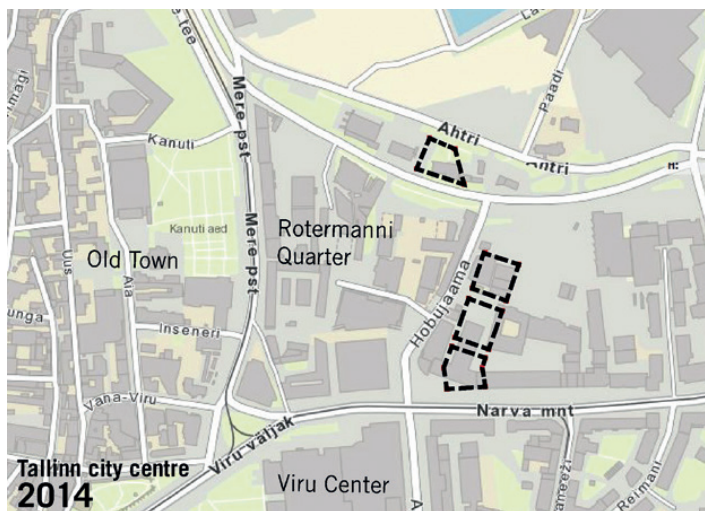 Mere pst
Ahtri
Ahtri
Paadi
Kanuti
Kanuti aed
Mere pst
Rotermanni
Quarter
Old Town
Uus
Aia
Inseneri
Hobujaama
Vana-Viru
Narva mnt
Viru väljak
Viru Center
Reimani
Tallinn city centre
2014